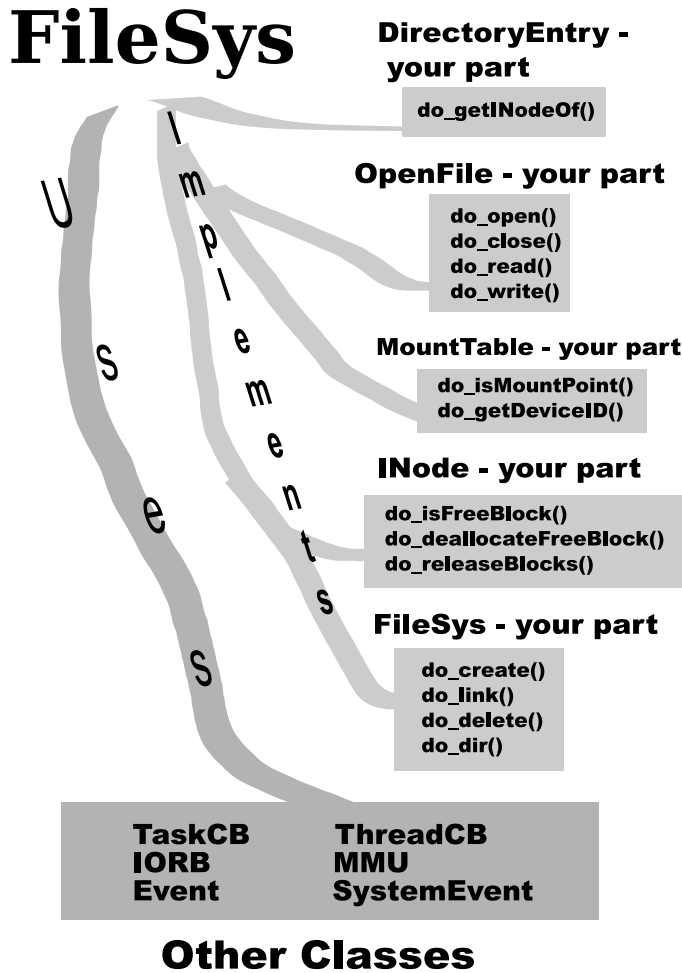 FileSys
DirectoryEntry -
your part
do_getINodeOf()
Implements
Uses
OpenFile - your part
do_open()
do_close()
do_read()
do_write()
MountTable - your part
do_isMountPoint()
do_getDeviceID()
INode - your part
do_isFreeBlock()
do_deallocateFreeBlock()
do_releaseBlocks()
FileSys - your part
do_create()
do_link()
do_delete()
do_dir()
TaskCB ThreadCB
IORB MMU
Event SystemEvent
Other Classes